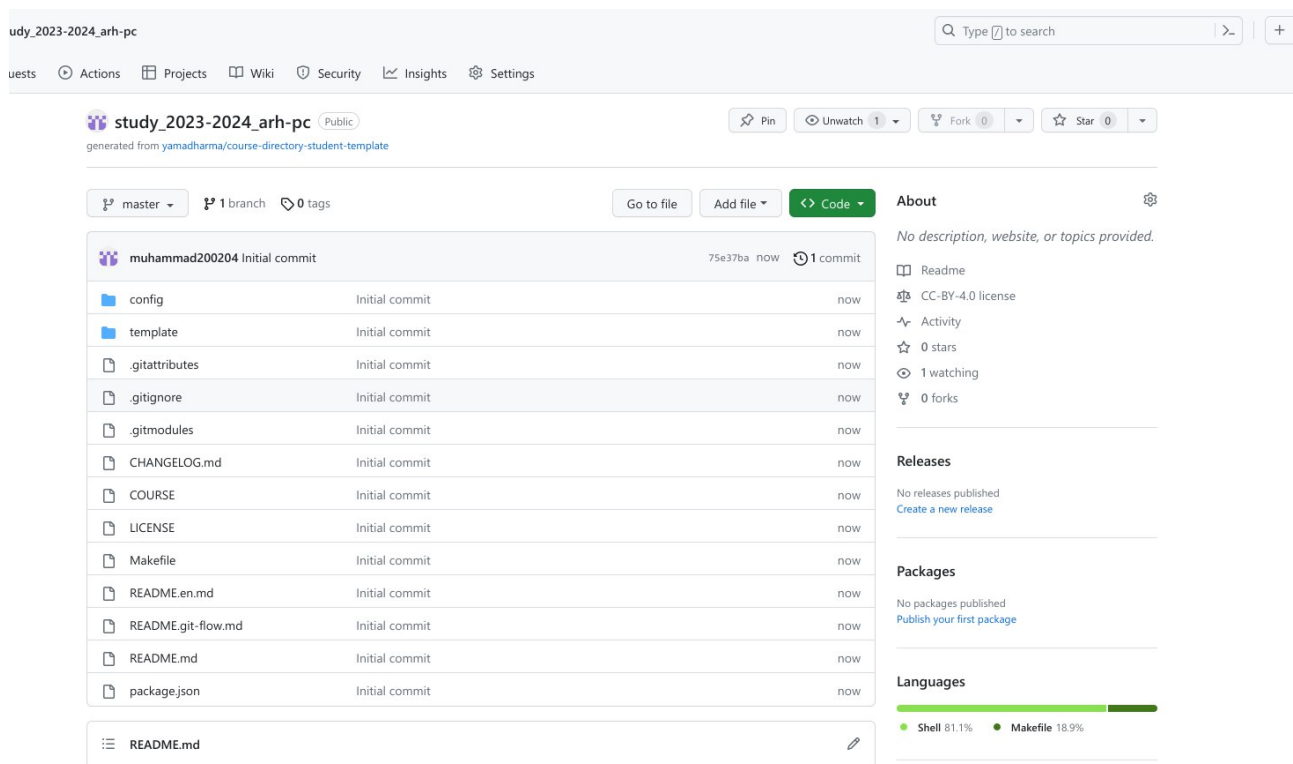 udy_2023-2024_arh-pc
Type / to search
uests Actions Projects Wiki Security Insights Settings
study_2023-2024_arh-pc Public
Pin Unwatch 1 Fork 0 Star 0
generated from yamadharma/course-directory-student-template
master 1 branch 0 tags Go to file Add file <> Code
muhammad200204 Initial commit 75e37ba now 1 commit
config Initial commit now
template Initial commit now
.gitattributes Initial commit now
.gitignore Initial commit now
.gitmodules Initial commit now
CHANGELOG.md Initial commit now
COURSE Initial commit now
LICENSE Initial commit now
Makefile Initial commit now
README.en.md Initial commit now
README.git-flow.md Initial commit now
README.md Initial commit now
package.json Initial commit now
README.md
About
No description, website, or topics provided.
Readme
CC-BY-4.0 license
Activity
0 stars
1 watching
0 forks
Releases
No releases published
Create a new release
Packages
No packages published
Publish your first package
Languages
Shell 81.1% Makefile 18.9%